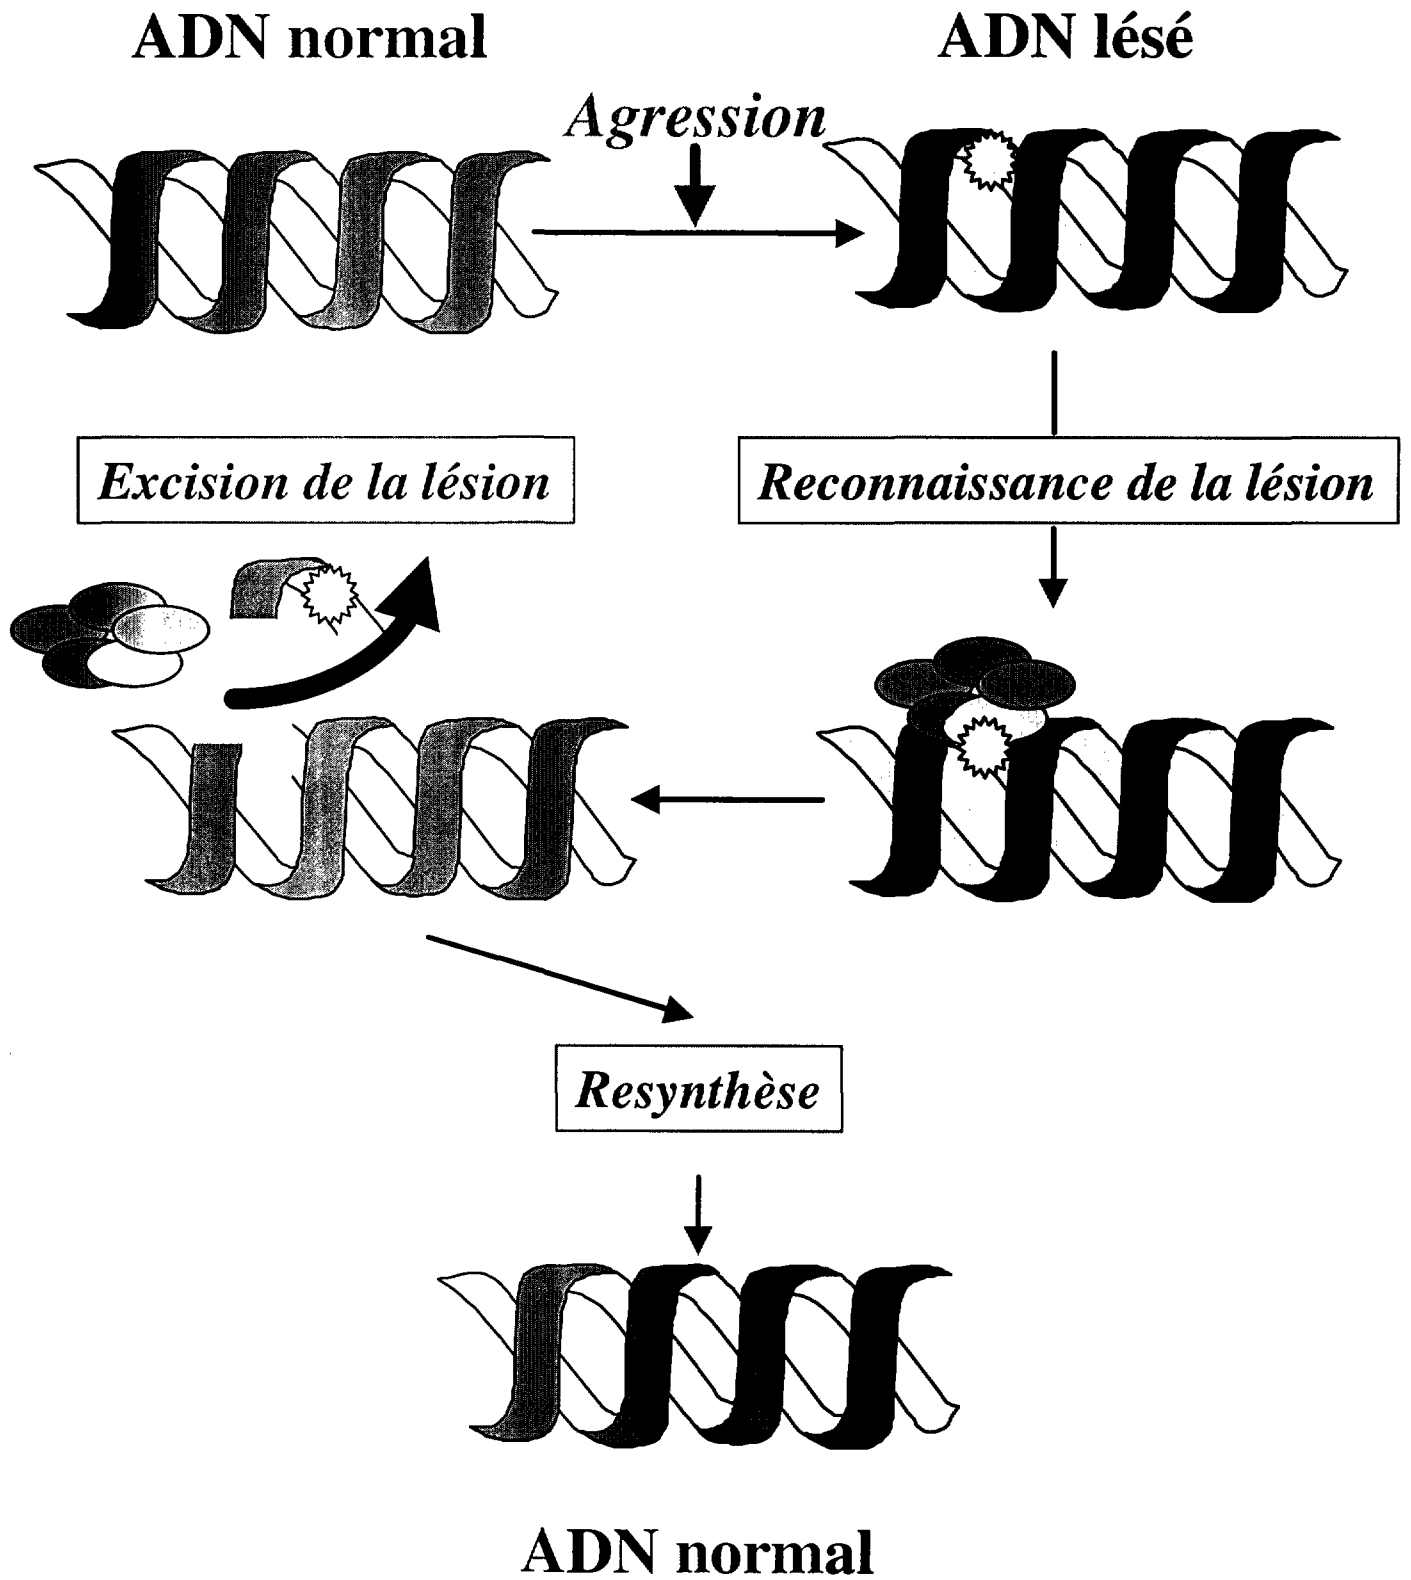 ADN normal
ADN lésé
Agression
Excision de la lésion
Reconnaissance de la lésion
Resynthèse
ADN normal